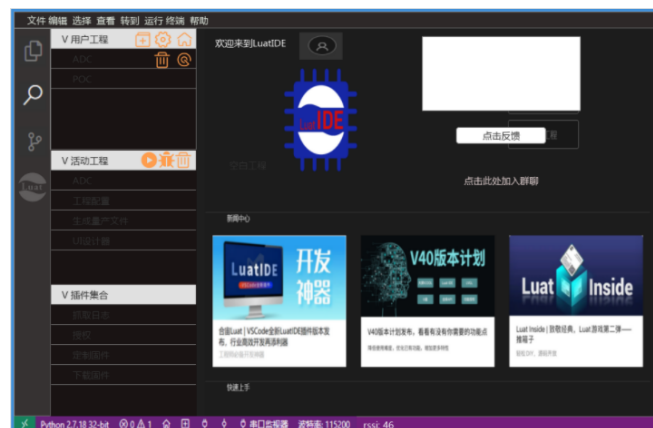 文件 编辑 选择 查看 转到 运行 终端 帮助
V 用户工程
欢迎来到LuatIDE
ADC
POC
LuatIDE
点击反馈
V 活动工程
空白工程
点击此处加入群聊
ADC
Luat
工程配置
生成量产文件
UI设计器
新闻中心
V 插件集合
抓取日志
授权
定制固件
下载固件
LuatIDE
开发
神器
V40版本计划
Luat Inside
合宙Luat | VSCode全新LuatIDE插件版本发
布，行业高效开发再添利器
V40版本计划发布，看看有没有你需要的功能点
Luat Inside | 致敬经典，Luat游戏第二弹——
推箱子
快速上手
Python 2.7.18 32-bit 0 1 串口监视器 波特率: 115200 rssi: 46